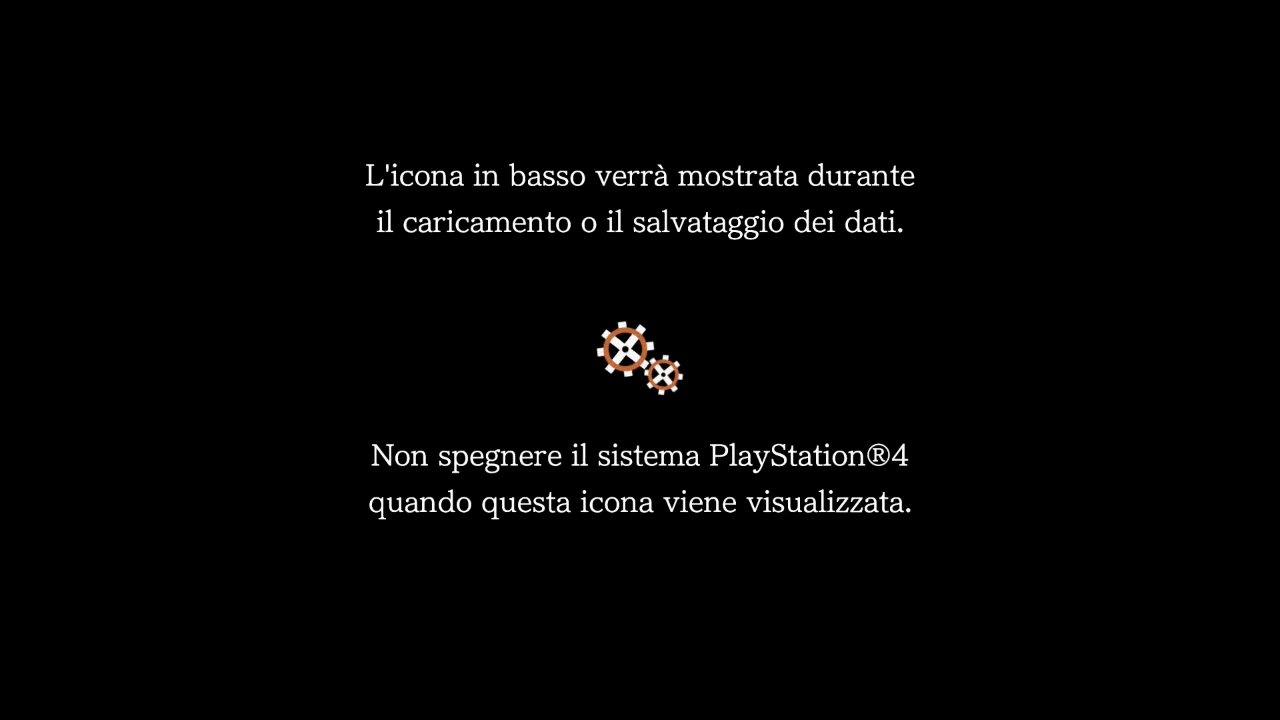 L'icona in basso verrà mostrata durante
il caricamento o il salvataggio dei dati.
Non spegnere il sistema PlayStation®4
quando questa icona viene visualizzata.